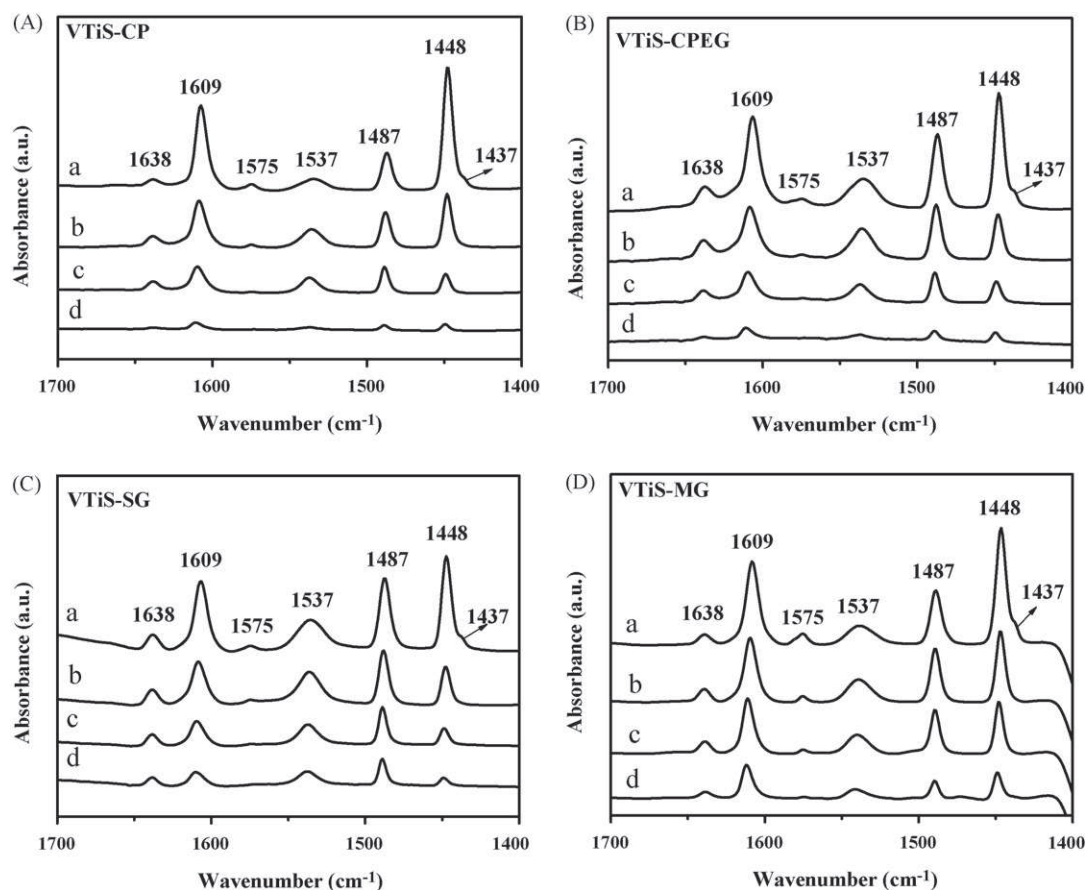 (A)
VTiS-CP
1448
1609
1487
1638
1575
1537
1437
a
b
c
d
Absorbance (a.u.)
1700
1600
1500
1400
Wavenumber (cm-1)
(B)
VTiS-CPEG
1448
1609
1487
1638
1575
1537
1437
a
b
c
d
Absorbance (a.u.)
1700
1600
1500
1400
Wavenumber (cm-1)
(C)
VTiS-SG
1448
1609
1487
1638
1575
1537
1437
a
b
c
d
Absorbance (a.u.)
1700
1600
1500
1400
Wavenumber (cm-1)
(D)
VTiS-MG
1448
1609
1487
1638
1575
1537
1437
a
b
c
d
Absorbance (a.u.)
1700
1600
1500
1400
Wavenumber (cm-1)